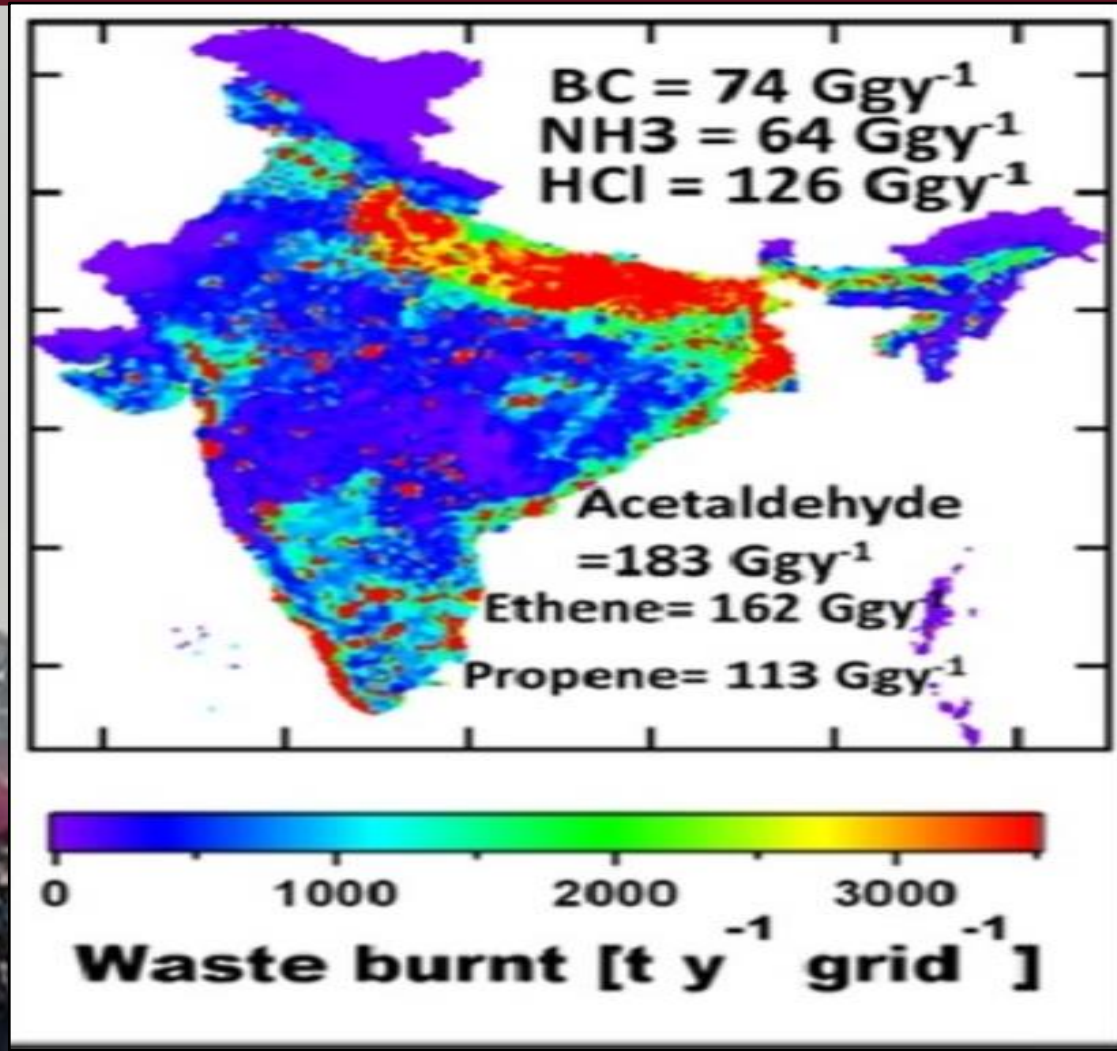 BC = 74 Ggy⁻¹
NH3 = 64 Ggy⁻¹
HCl = 126 Ggy⁻¹
Acetaldehyde
=183 Ggy⁻¹
Ethene= 162 Ggy⁻¹
Propene= 113 Ggy⁻¹
0 1000 2000 3000
Waste burnt [t y⁻¹ grid⁻¹]